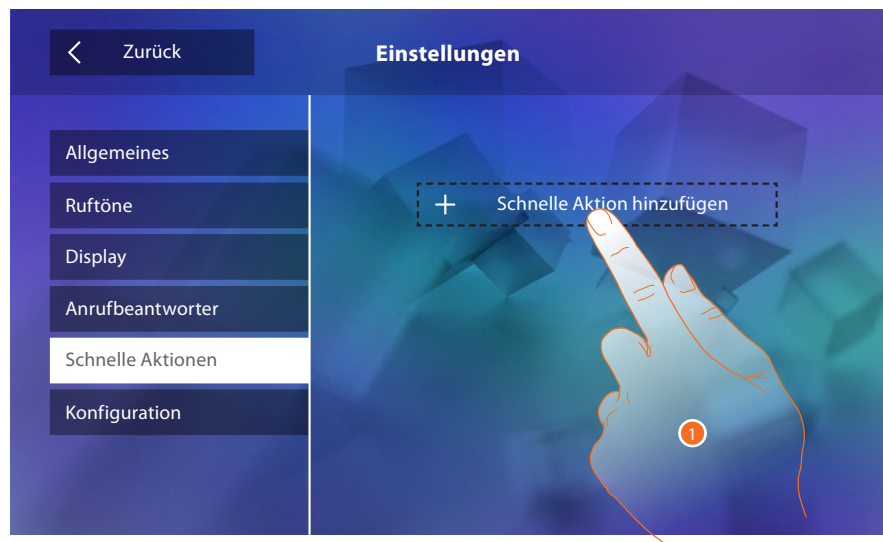 Zurück
Einstellungen
Allgemeines
Ruftöne
Display
Anrufbeantworter
Schnelle Aktionen
Konfiguration
+ Schnelle Aktion hinzufügen
1